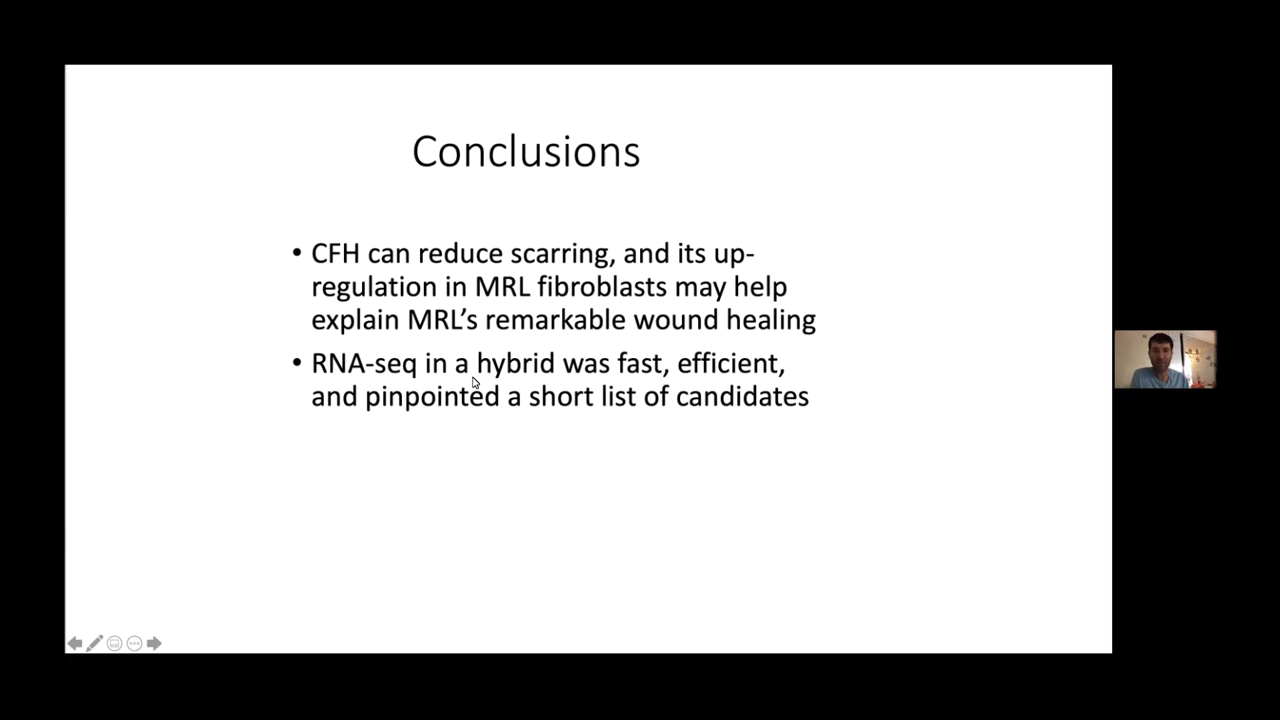 Conclusions
• CFH can reduce scarring, and its up-
regulation in MRL fibroblasts may help
explain MRL’s remarkable wound healing
• RNA-seq in a hybrid was fast, efficient,
and pinpointed a short list of candidates